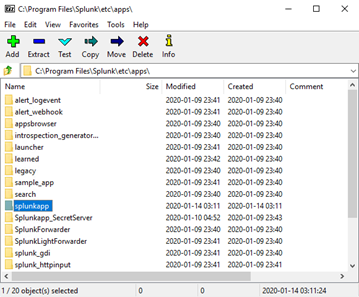 C:\Program Files\Splunk\etc\apps\
File Edit View Favorites Tools Help
Add Extract Test Copy Move Delete Info
C:\Program Files\Splunk\etc\apps\
Name Size Modified Created Comment
alert_logevent 2020-01-09 23:41 2020-01-09 23:40
alert_webhook 2020-01-09 23:41 2020-01-09 23:40
appsbrowser 2020-01-09 23:40 2020-01-09 23:40
introspection_generator... 2020-01-09 23:40 2020-01-09 23:40
launcher 2020-01-09 23:41 2020-01-09 23:40
learned 2020-01-09 23:42 2020-01-09 23:40
legacy 2020-01-09 23:40 2020-01-09 23:40
sample_app 2020-01-09 23:41 2020-01-09 23:40
search 2020-01-09 23:40 2020-01-09 23:40
splunkapp 2020-01-14 03:11 2020-01-14 03:11
Splunkapp_SecretServer 2020-01-10 04:52 2020-01-09 23:43
SplunkForwarder 2020-01-09 23:40 2020-01-09 23:40
SplunkLightForwarder 2020-01-09 23:41 2020-01-09 23:40
splunk_gdi 2020-01-09 23:40 2020-01-09 23:40
splunk_httpinput 2020-01-09 23:41 2020-01-09 23:40
1 / 20 object(s) selected 0 0 2020-01-14 03:11:24